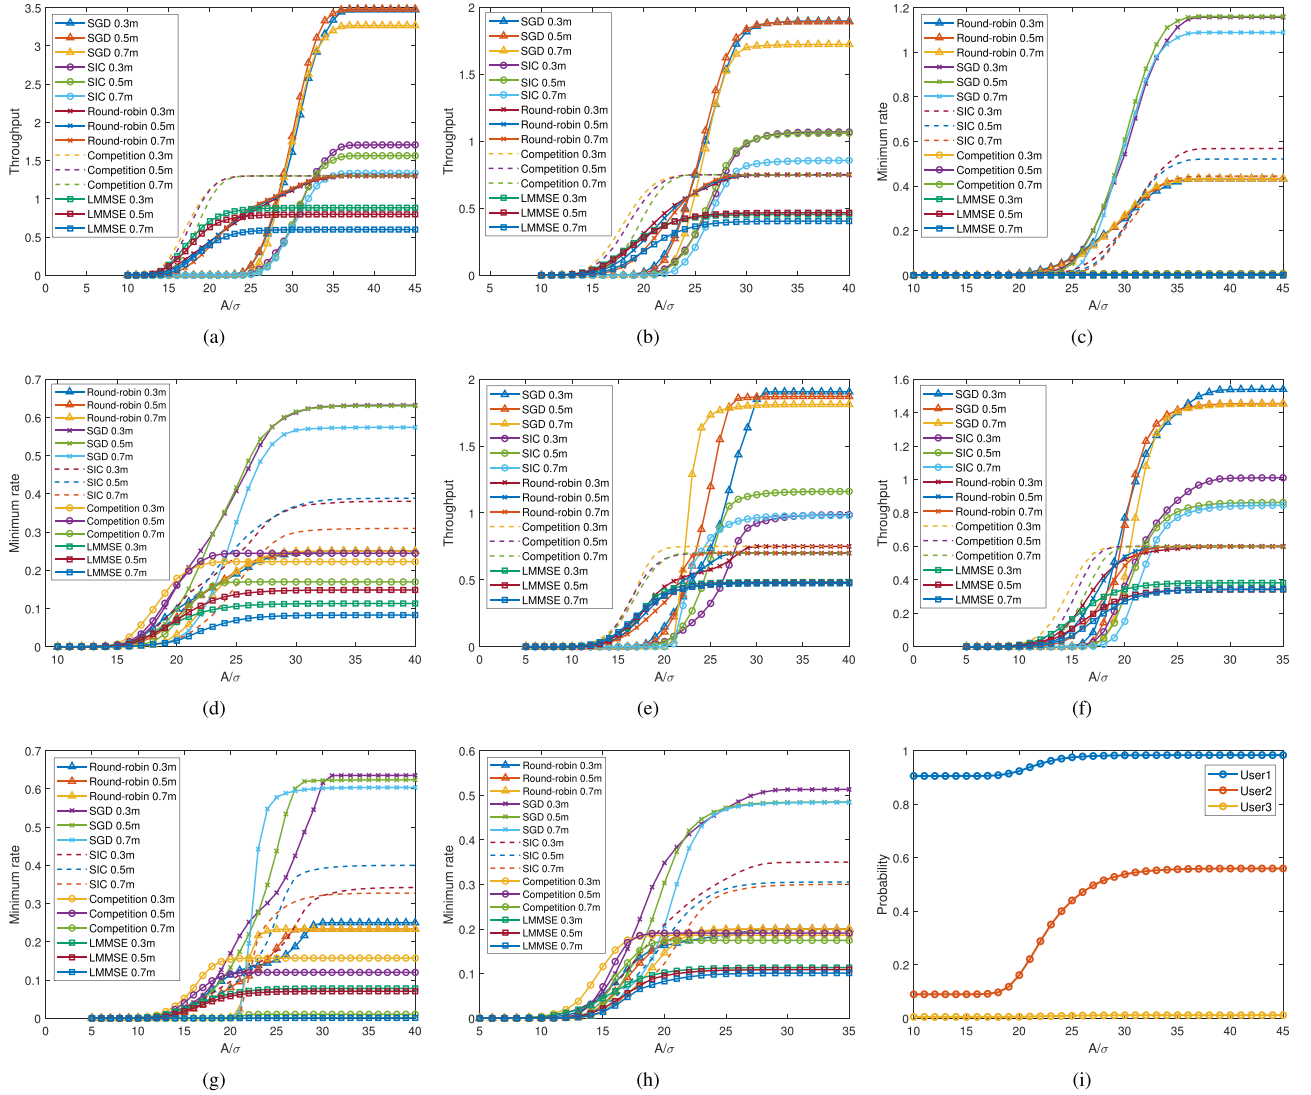 3.5
3
2.5
2
1.5
1
0.5
0
Throughput
SGD 0.3m
SGD 0.5m
SGD 0.7m
SIC 0.3m
SIC 0.5m
SIC 0.7m
Round-robin 0.3m
Round-robin 0.5m
Round-robin 0.7m
Competition 0.3m
Competition 0.5m
Competition 0.7m
LMMSE 0.3m
LMMSE 0.5m
LMMSE 0.7m
5 10 15 20 25 30 35 40 45
A/σ
(a)
2
1.5
1
0.5
0
Throughput
SGD 0.3m
SGD 0.5m
SGD 0.7m
SIC 0.3m
SIC 0.5m
SIC 0.7m
Round-robin 0.3m
Round-robin 0.5m
Round-robin 0.7m
Competition 0.3m
Competition 0.5m
Competition 0.7m
LMMSE 0.3m
LMMSE 0.5m
LMMSE 0.7m
5 10 15 20 25 30 35 40
A/σ
(b)
1.2
1
0.8
0.6
0.4
0.2
0
Minimum rate
Round-robin 0.3m
Round-robin 0.5m
Round-robin 0.7m
SGD 0.3m
SGD 0.5m
SGD 0.7m
SIC 0.3m
SIC 0.5m
SIC 0.7m
Competition 0.3m
Competition 0.5m
Competition 0.7m
LMMSE 0.3m
LMMSE 0.5m
LMMSE 0.7m
10 15 20 25 30 35 40 45
A/σ
(c)
0.7
0.6
0.5
0.4
0.3
0.2
0.1
0
Minimum rate
Round-robin 0.3m
Round-robin 0.5m
Round-robin 0.7m
SGD 0.3m
SGD 0.5m
SGD 0.7m
SIC 0.3m
SIC 0.5m
SIC 0.7m
Competition 0.3m
Competition 0.5m
Competition 0.7m
LMMSE 0.3m
LMMSE 0.5m
LMMSE 0.7m
10 15 20 25 30 35 40
A/σ
(d)
2
1.5
1
0.5
0
Throughput
SGD 0.3m
SGD 0.5m
SGD 0.7m
SIC 0.3m
SIC 0.5m
SIC 0.7m
Round-robin 0.3m
Round-robin 0.5m
Round-robin 0.7m
Competition 0.3m
Competition 0.5m
Competition 0.7m
LMMSE 0.3m
LMMSE 0.5m
LMMSE 0.7m
0 5 10 15 20 25 30 35 40
A/σ
(e)
1.6
1.4
1.2
1
0.8
0.6
0.4
0.2
0
Throughput
SGD 0.3m
SGD 0.5m
SGD 0.7m
SIC 0.3m
SIC 0.5m
SIC 0.7m
Round-robin 0.3m
Round-robin 0.5m
Round-robin 0.7m
Competition 0.3m
Competition 0.5m
Competition 0.7m
LMMSE 0.3m
LMMSE 0.5m
LMMSE 0.7m
0 5 10 15 20 25 30 35
A/σ
(f)
0.7
0.6
0.5
0.4
0.3
0.2
0.1
0
Minimum rate
Round-robin 0.3m
Round-robin 0.5m
Round-robin 0.7m
SGD 0.3m
SGD 0.5m
SGD 0.7m
SIC 0.3m
SIC 0.5m
SIC 0.7m
Competition 0.3m
Competition 0.5m
Competition 0.7m
LMMSE 0.3m
LMMSE 0.5m
LMMSE 0.7m
0 5 10 15 20 25 30 35 40
A/σ
(g)
0.6
0.5
0.4
0.3
0.2
0.1
0
Minimum rate
Round-robin 0.3m
Round-robin 0.5m
Round-robin 0.7m
SGD 0.3m
SGD 0.5m
SGD 0.7m
SIC 0.3m
SIC 0.5m
SIC 0.7m
Competition 0.3m
Competition 0.5m
Competition 0.7m
LMMSE 0.3m
LMMSE 0.5m
LMMSE 0.7m
5 10 15 20 25 30 35
A/σ
(h)
1
0.8
0.6
0.4
0.2
0
Probability
User1
User2
User3
10 15 20 25 30 35 40 45
A/σ
(i)